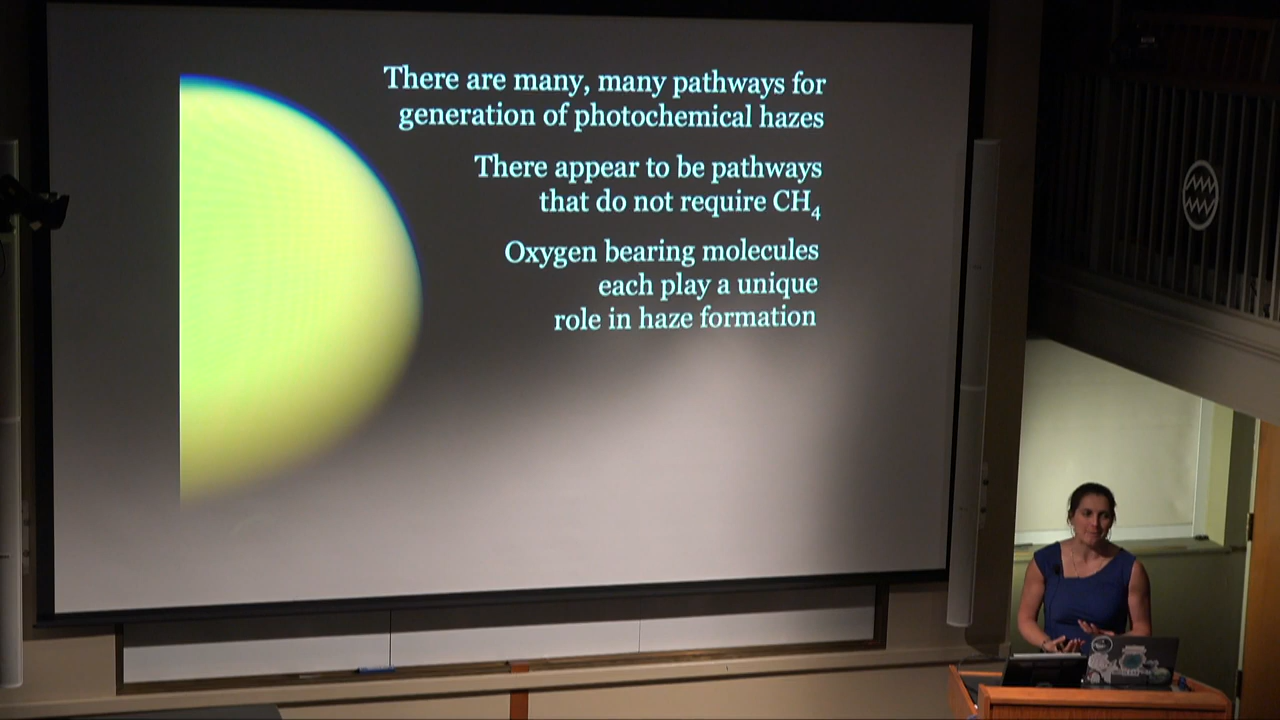 There are many, many pathways for
generation of photochemical hazes
There appear to be pathways
that do not require CH₄
Oxygen bearing molecules
each play a unique
role in haze formation